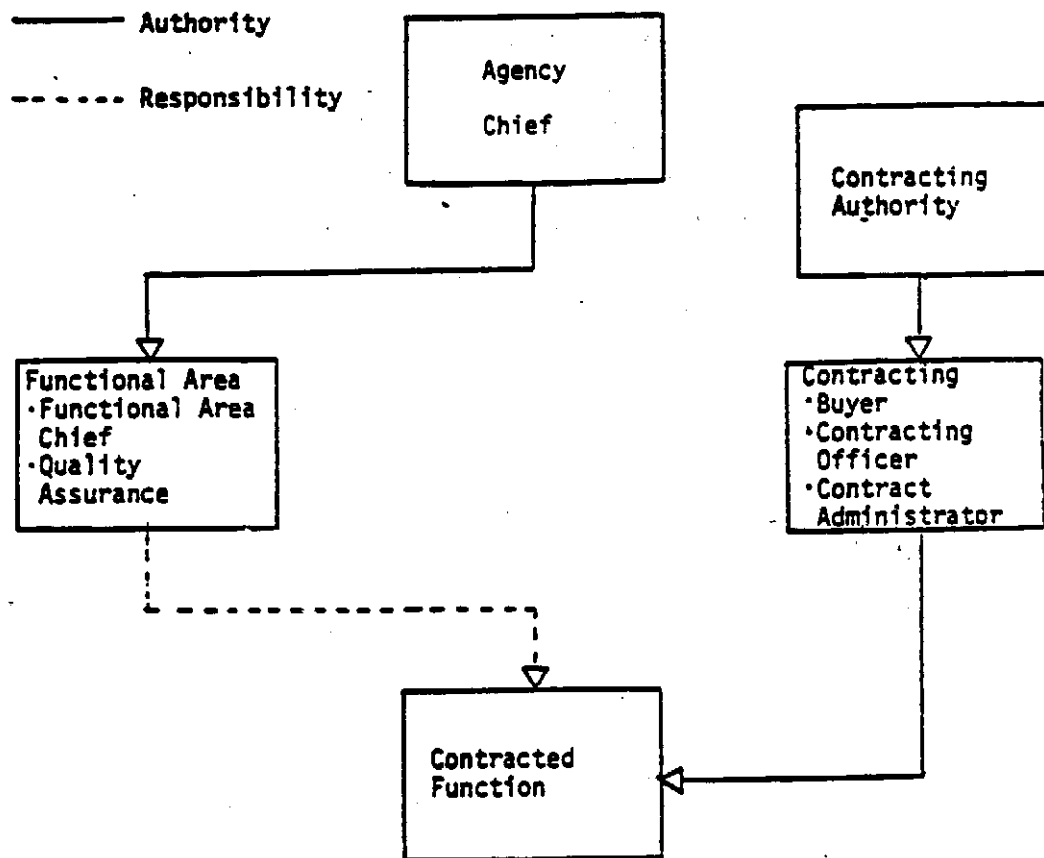 Authority
Responsibility
Agency
Chief
Contracting
Authority
Functional Area
·Functional Area
Chief
·Quality
Assurance
Contracting
·Buyer
·Contracting
Officer
·Contract
Administrator
Contracted
Function